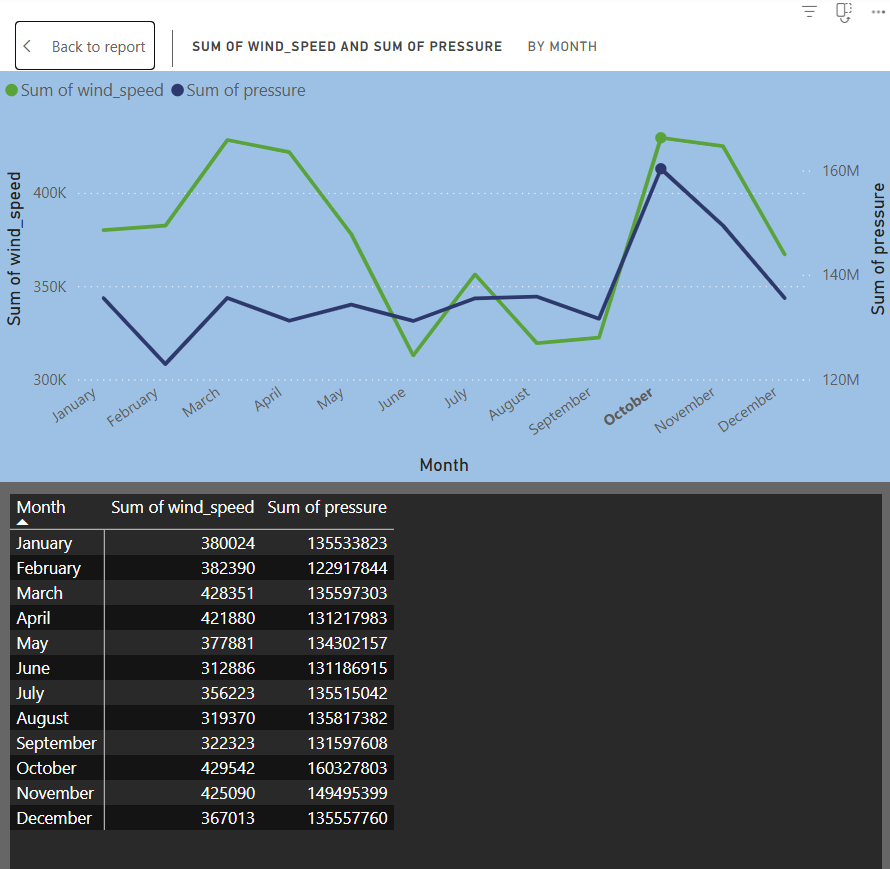 Back to report
SUM OF WIND_SPEED AND SUM OF PRESSURE BY MONTH
Sum of wind_speed Sum of pressure
Sum of wind_speed
400K
350K
300K
160M
140M
120M
Sum of pressure
January February March April May June July August September October November December
Month
Month Sum of wind_speed Sum of pressure
January 380024 135533823
February 382390 122917844
March 428351 135597303
April 421880 131217983
May 377881 134302157
June 312886 131186915
July 356223 135515042
August 319370 135817382
September 322323 131597608
October 429542 160327803
November 425090 149495399
December 367013 135557760